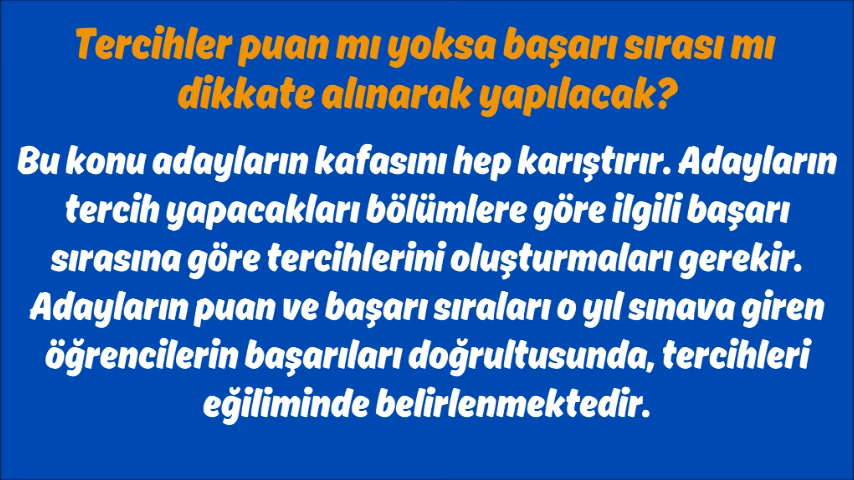 Tercihler puan mı yoksa başarı sırası mı
dikkate alınarak yapılacak?
Bu konu adayların kafasını hep karıştırır. Adayların
tercih yapacakları bölümlere göre ilgili başarı
sırasına göre tercihlerini oluşturmaları gerekir.
Adayların puan ve başarı sıraları o yıl sınava giren
öğrencilerin başarıları doğrultusunda, tercihleri
eğiliminde belirlenmektedir.